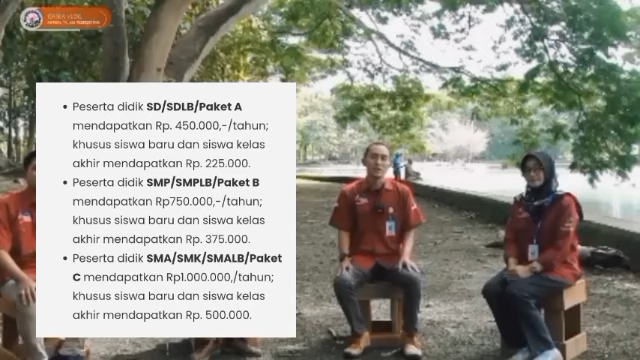 • Peserta didik SD/SDLB/Paket A
mendapatkan Rp. 450.000,-/tahun;
khusus siswa baru dan siswa kelas
akhir mendapatkan Rp. 225.000.
• Peserta didik SMP/SMPLB/Paket B
mendapatkan Rp750.000,-/tahun;
khusus siswa baru dan siswa kelas
akhir mendapatkan Rp. 375.000.
• Peserta didik SMA/SMK/SMALB/Paket
C mendapatkan Rp1.000.000,/tahun;
khusus siswa baru dan siswa kelas
akhir mendapatkan Rp. 500.000.